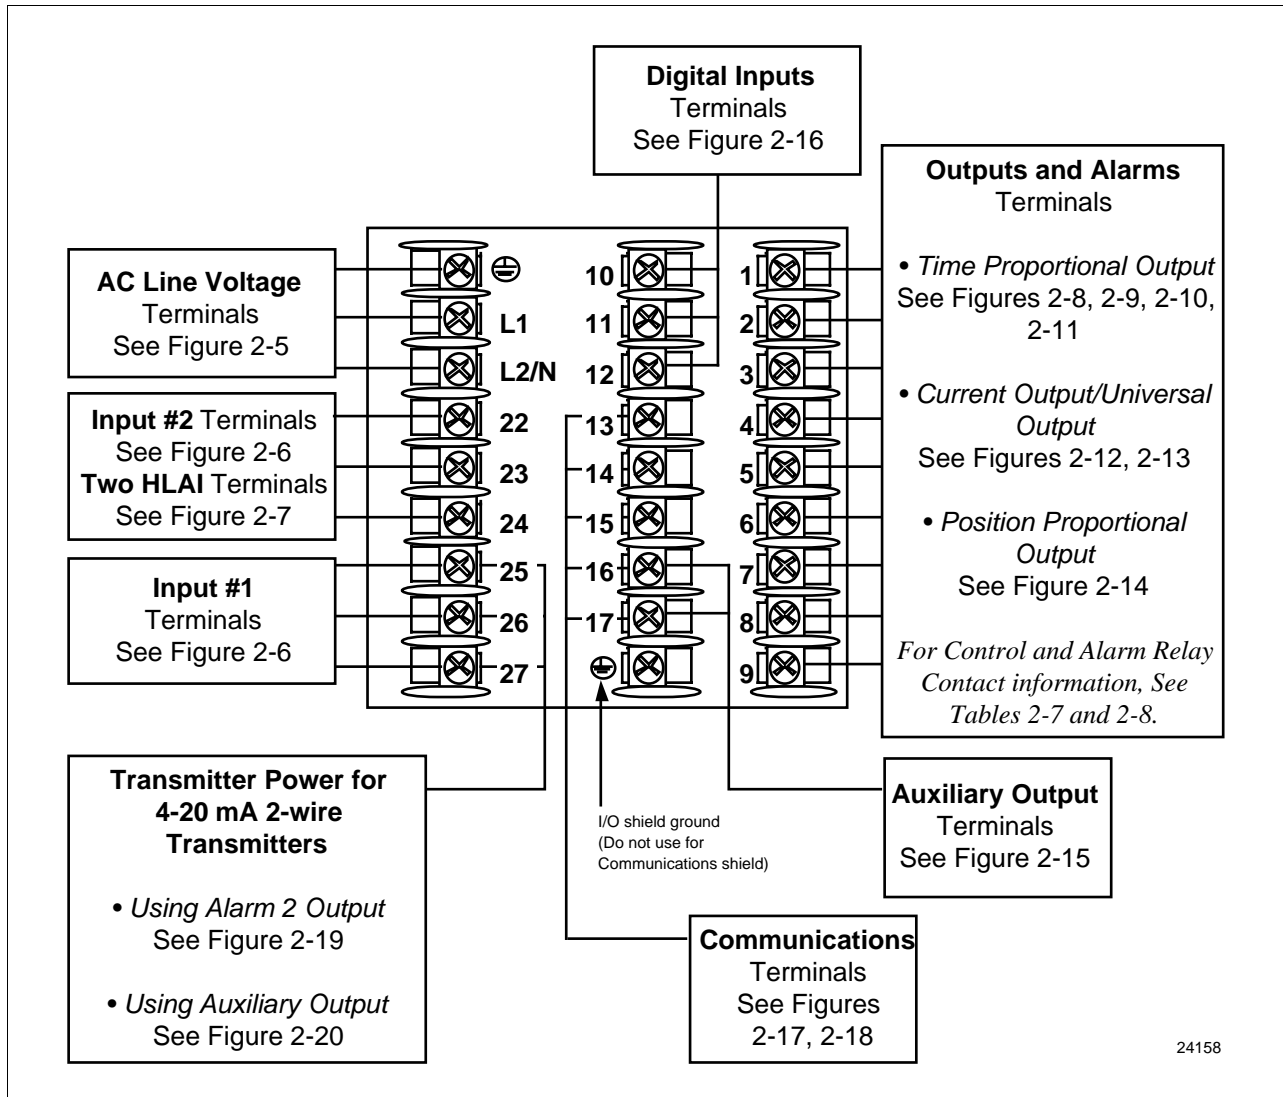 Digital Inputs
Terminals
See Figure 2-16
Outputs and Alarms
Terminals
• Time Proportional Output
See Figures 2-8, 2-9, 2-10,
2-11
• Current Output/Universal
Output
See Figures 2-12, 2-13
• Position Proportional
Output
See Figure 2-14
For Control and Alarm Relay
Contact information, See
Tables 2-7 and 2-8.
AC Line Voltage
Terminals
See Figure 2-5
Input #2 Terminals
See Figure 2-6
Two HLAI Terminals
See Figure 2-7
Input #1
Terminals
See Figure 2-6
L1
L2/N
22
23
24
25
26
27
10
11
12
13
14
15
16
17
1
2
3
4
5
6
7
8
9
Transmitter Power for
4-20 mA 2-wire
Transmitters
• Using Alarm 2 Output
See Figure 2-19
• Using Auxiliary Output
See Figure 2-20
I/O shield ground
(Do not use for
Communications shield)
Auxiliary Output
Terminals
See Figure 2-15
Communications
Terminals
See Figures
2-17, 2-18
24158